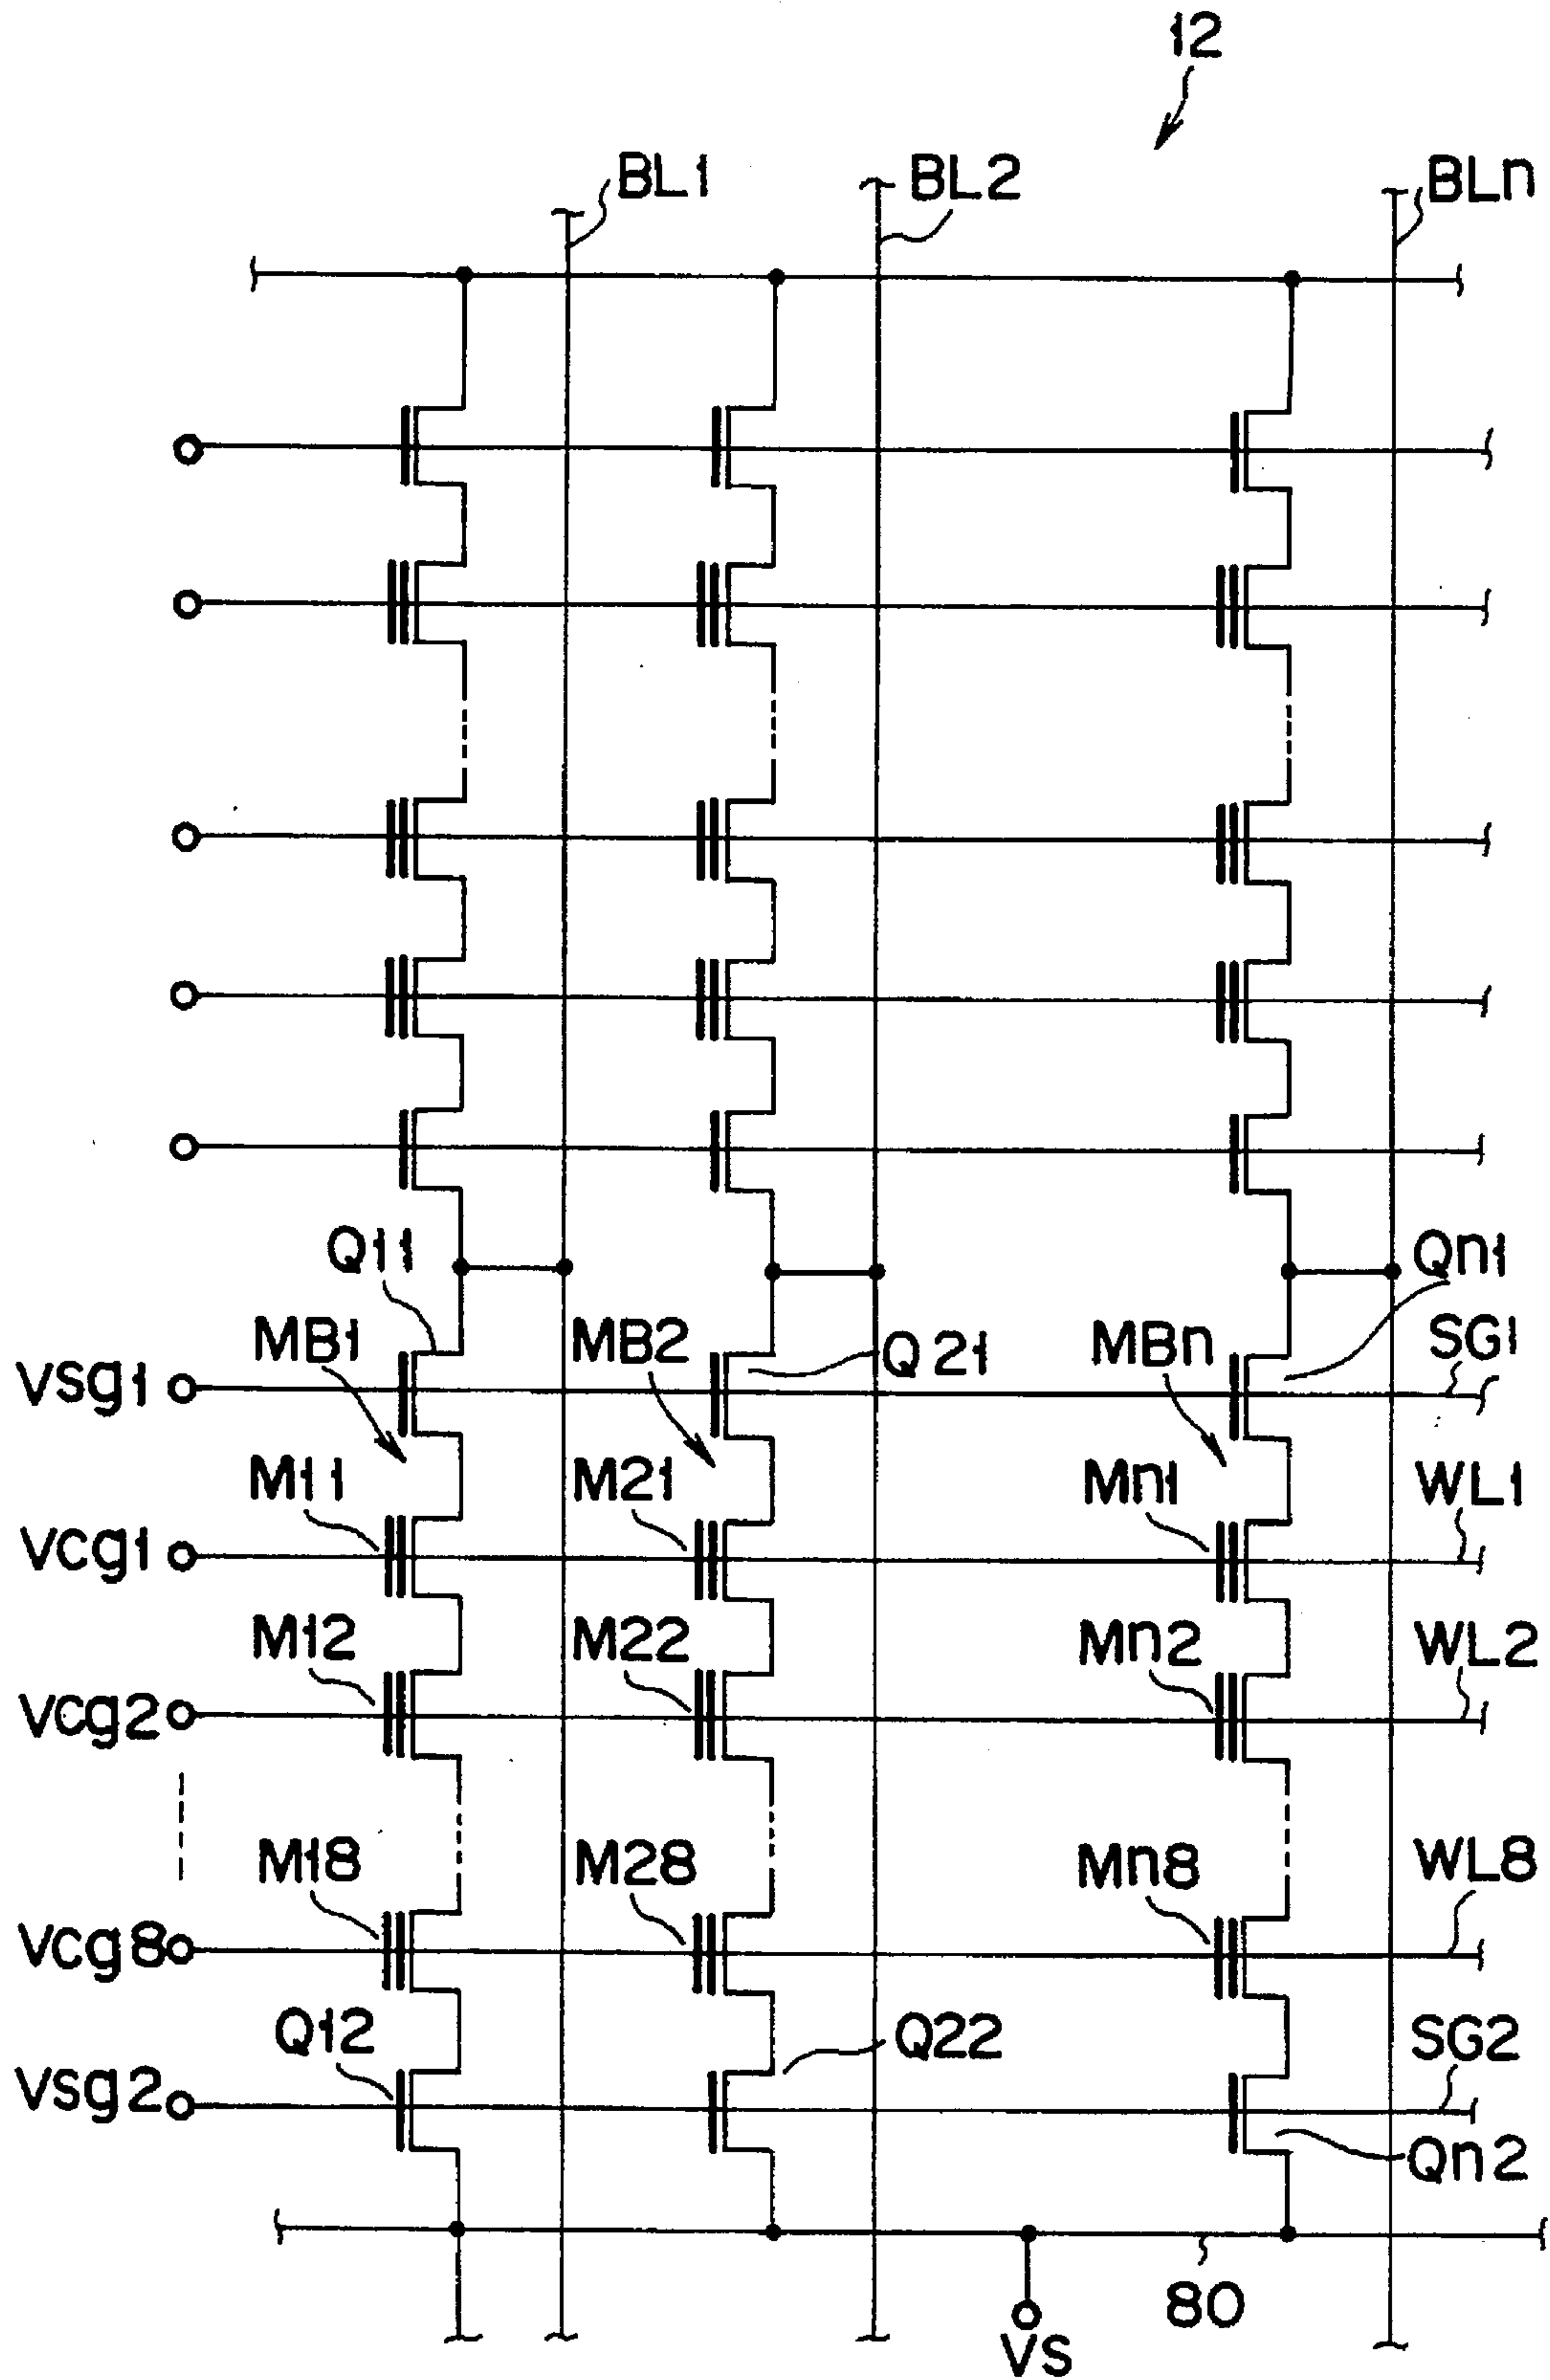 12
BL1 BL2 BLn
Q11 Qn1
MB1 MB2 Q21 MBn SG1
Vsg1
M11 M21 Mn1 WL1
Vcg1
M12 M22 Mn2 WL2
Vcg2
M18 M28 Mn8 WL8
Vcg8
Q12 Q22 SG2
Vsg2
Qn2
80
VS